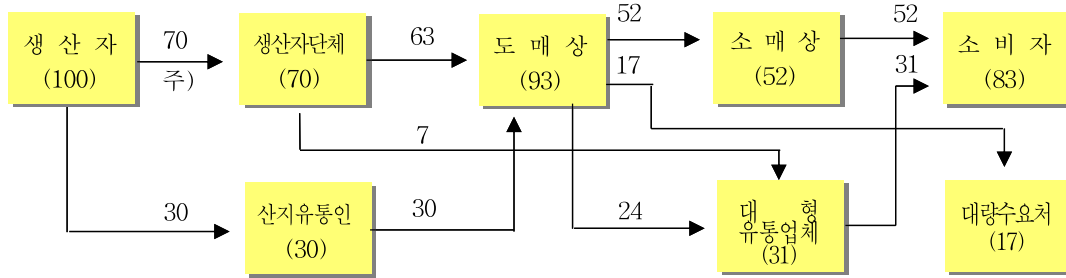 생 산 자
(100)
70
주)
생산자단체
(70)
63
도 매 상
(93)
52
17
소 매 상
(52)
52
31
소 비 자
(83)
7
30
산지유통인
(30)
30
24
대 형
유통업체
(31)
대량수요처
(17)